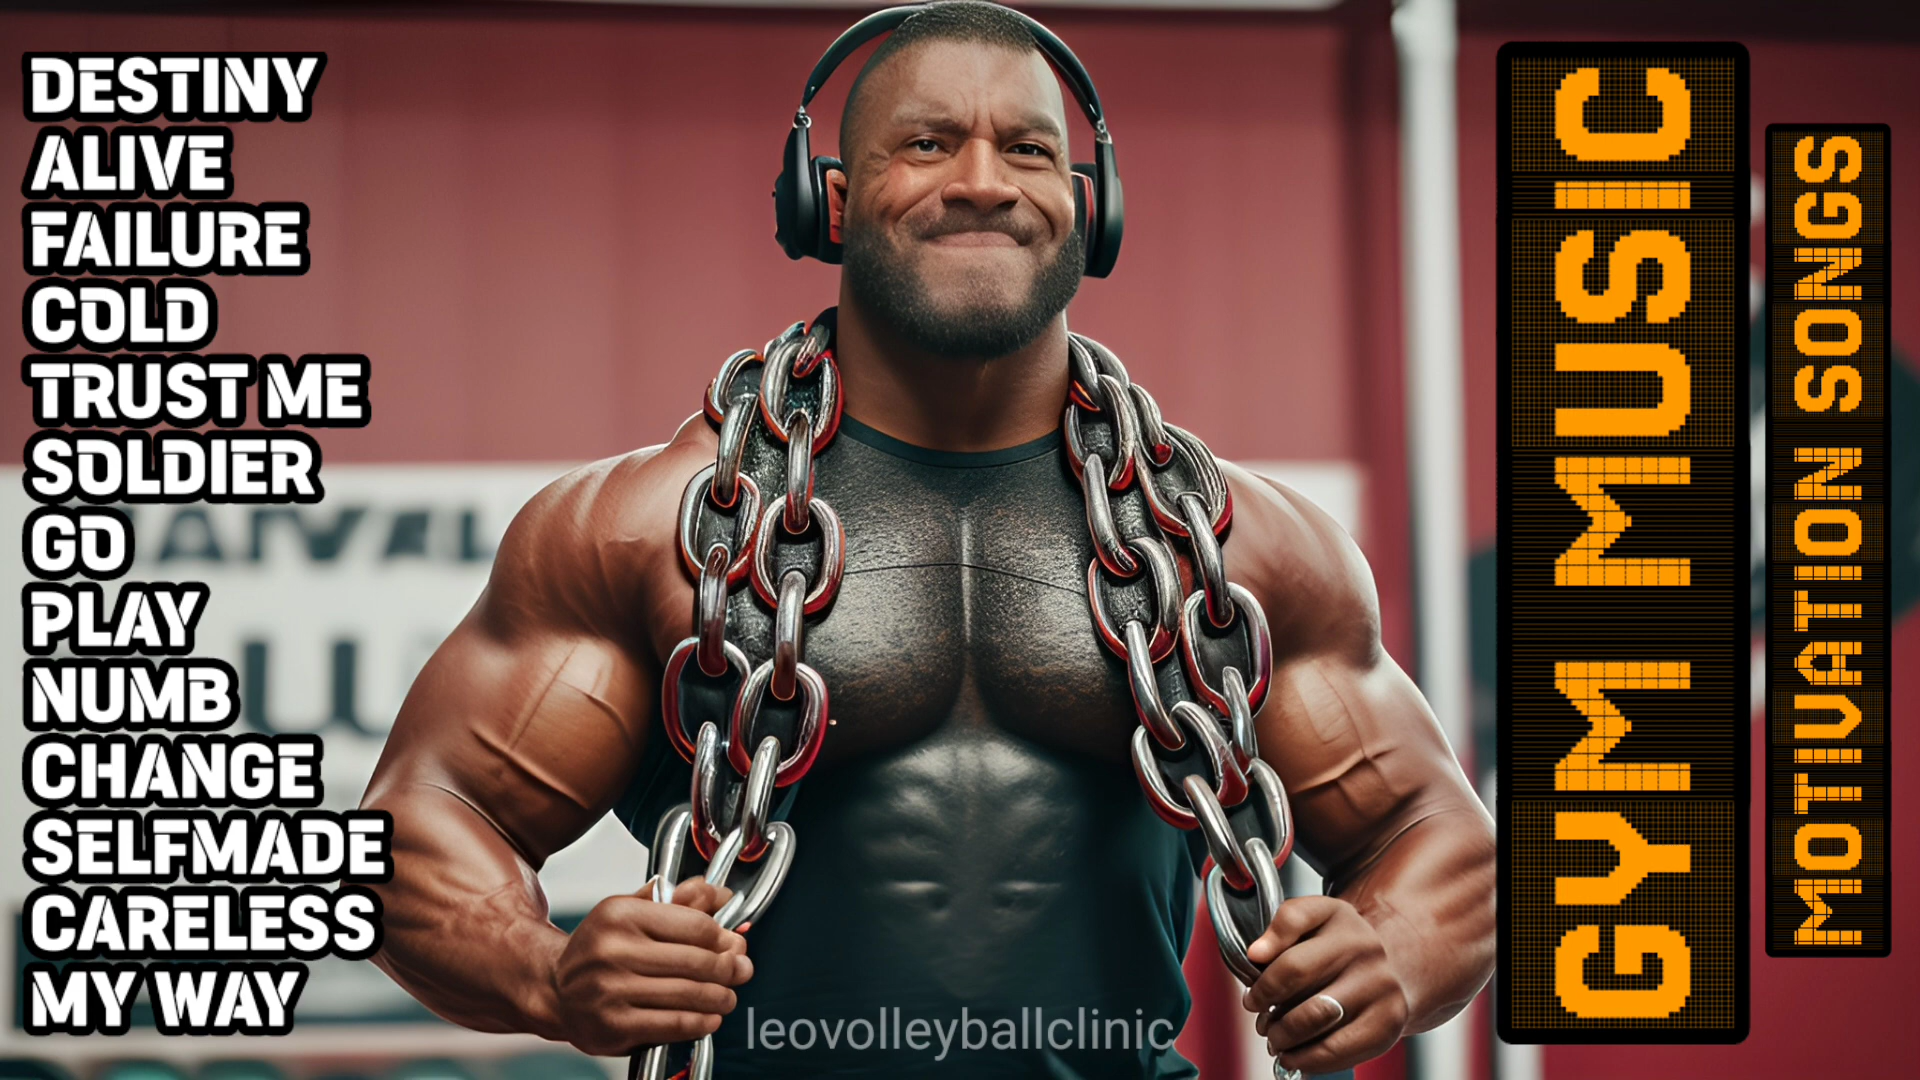 DESTINY
ALIVE
FAILURE
COLD
TRUST ME
SOLDIER
GO
PLAY
NUMB
CHANGE
SELFMADE
CARELESS
MY WAY
leovolleyballclinic
GYM MUSIC
MOTIVATION SONGS